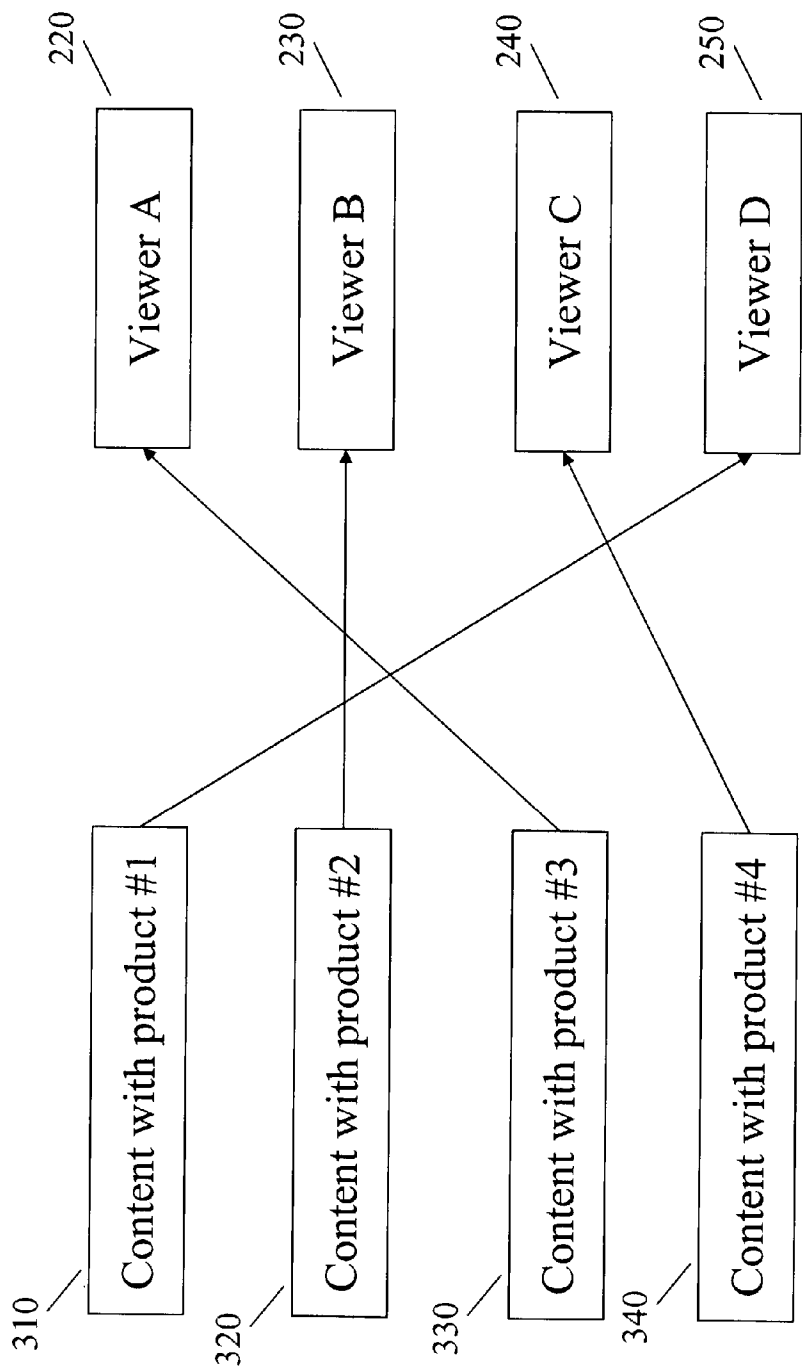 310
Content with product #1
320
Content with product #2
330
Content with product #3
340
Content with product #4
220
Viewer A
230
Viewer B
240
Viewer C
250
Viewer D